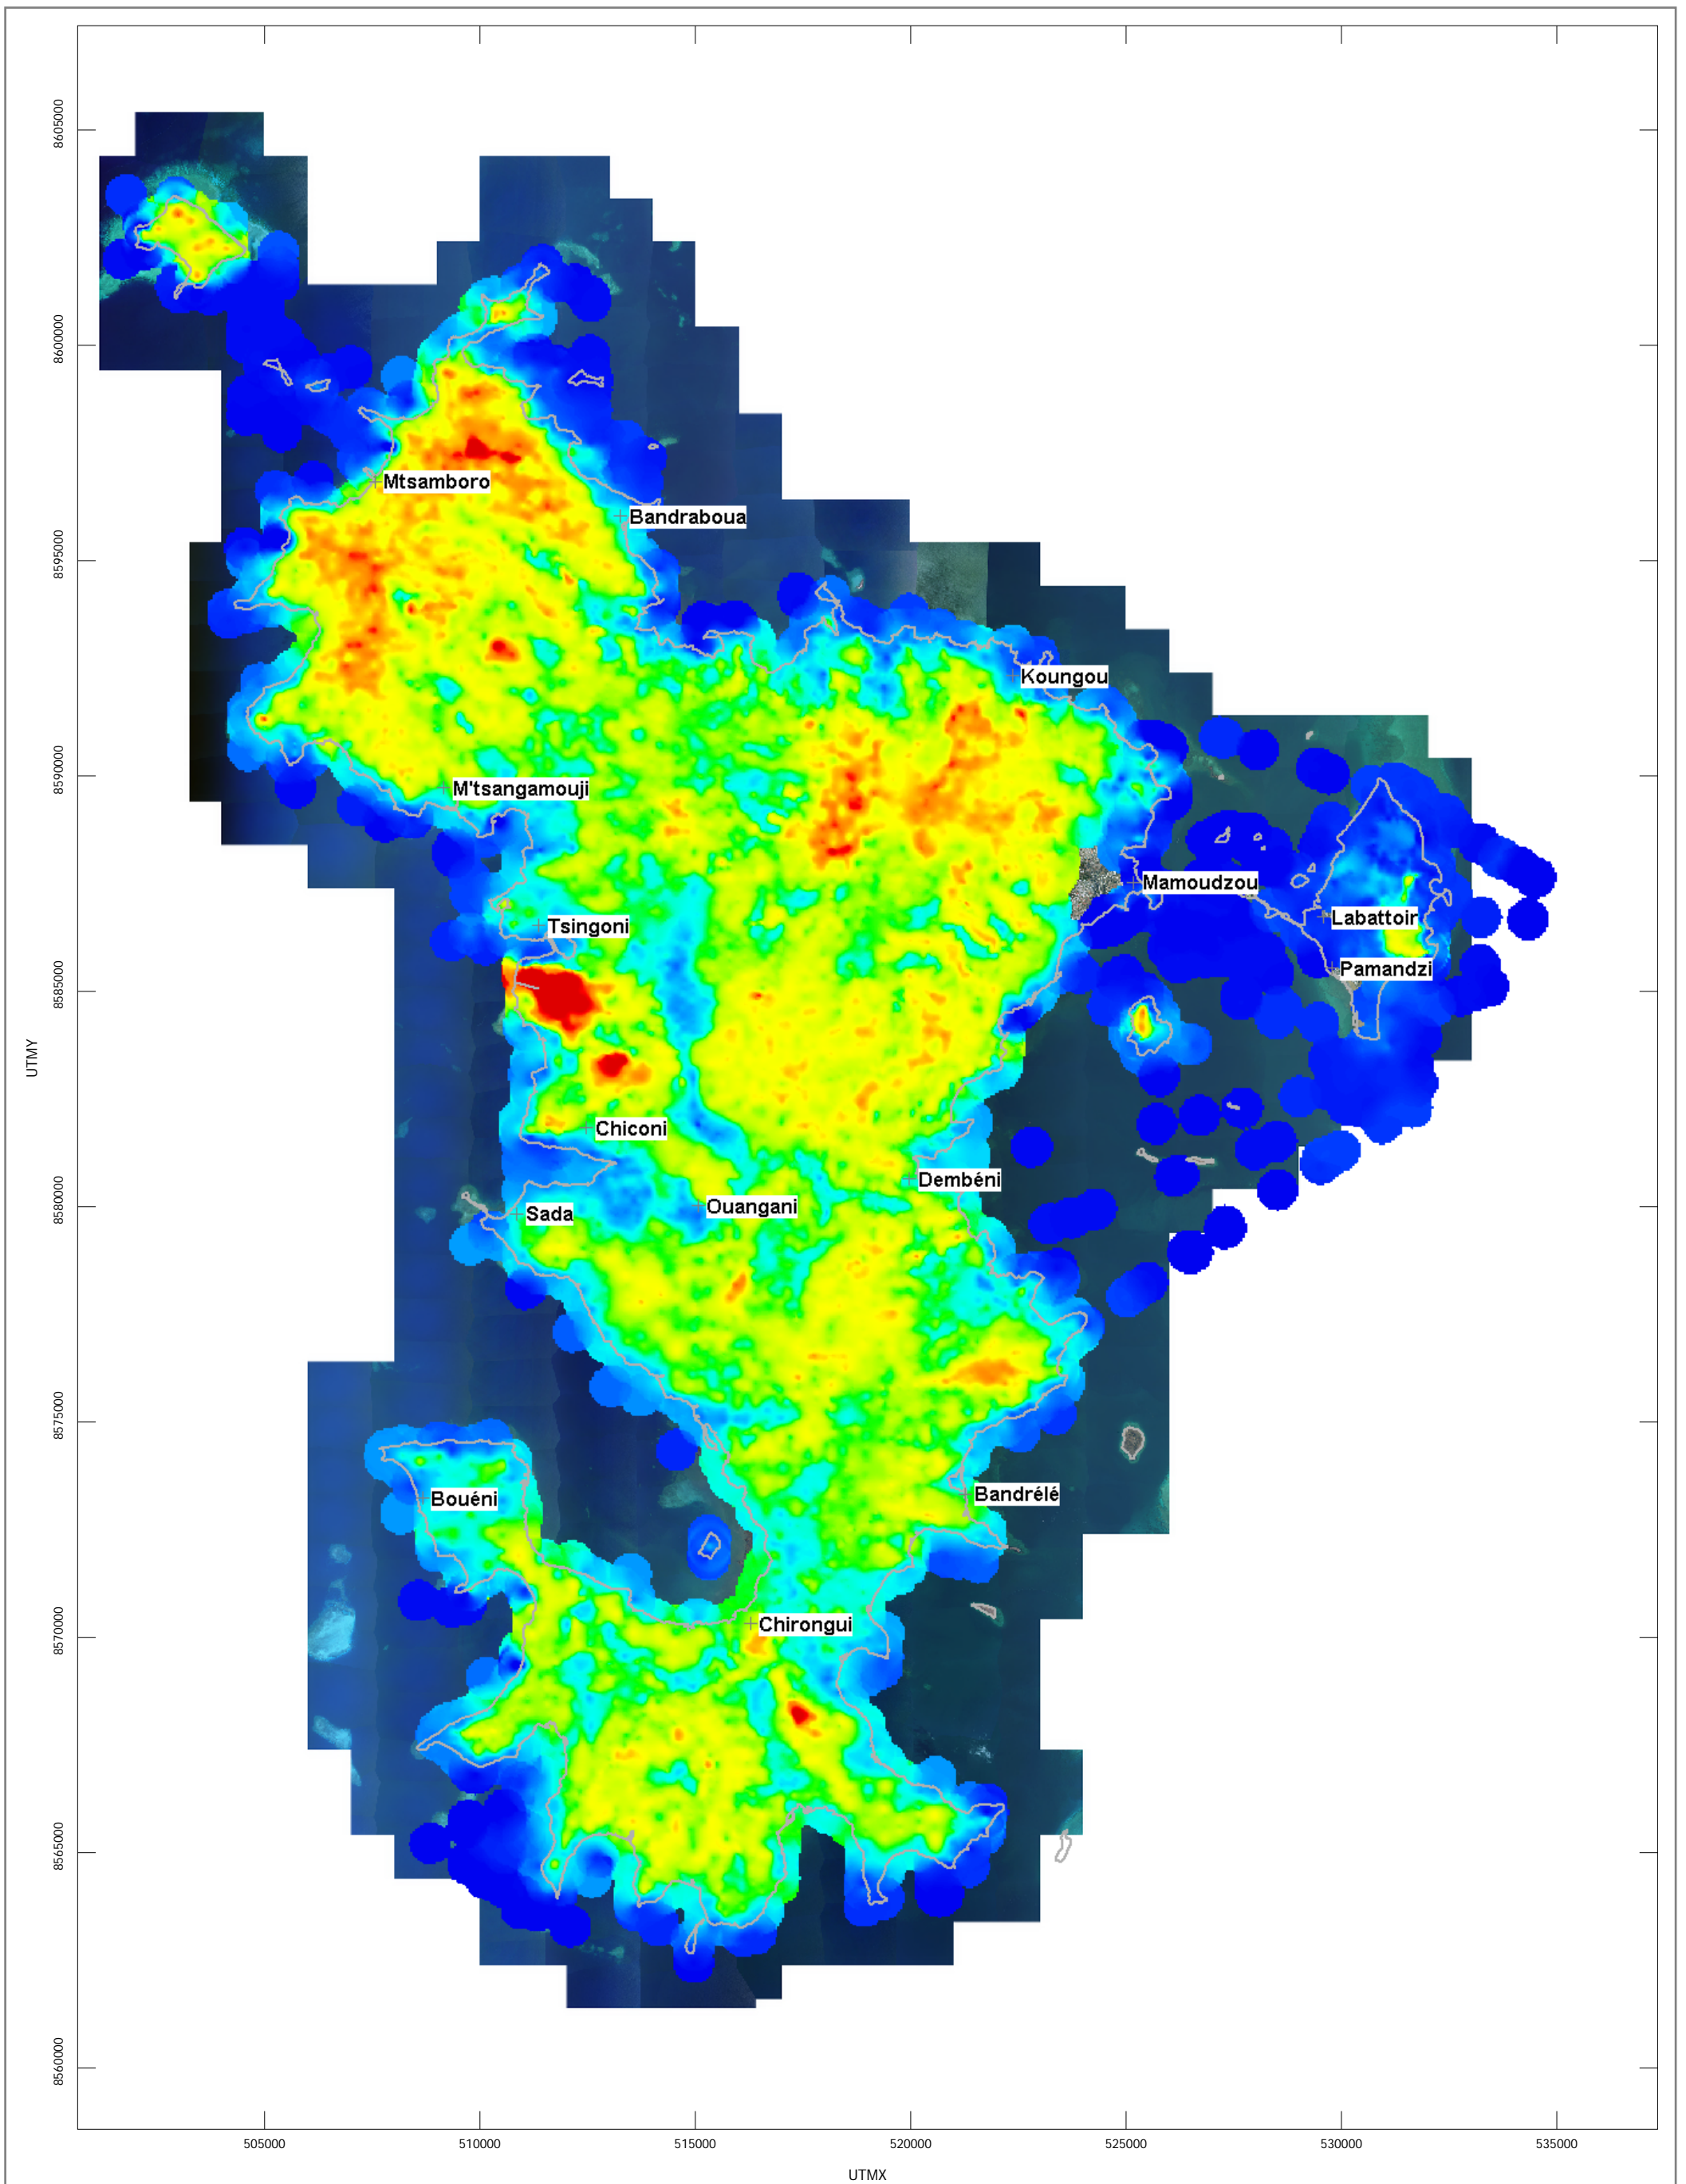 8605000
8600000
Mtsamboro
Bandraboua
8595000
Koungou
8590000
M'tsangamouji
Mamoudzou
Labattoir
Tsingoni
Pamandzi
8585000
UTMY
Chiconi
Dembéni
Ouangani
Sada
8580000
8575000
Bandrélé
Bouéni
Chirongui
8570000
8565000
8560000
505000 510000 515000 520000 525000 530000 535000
UTMX